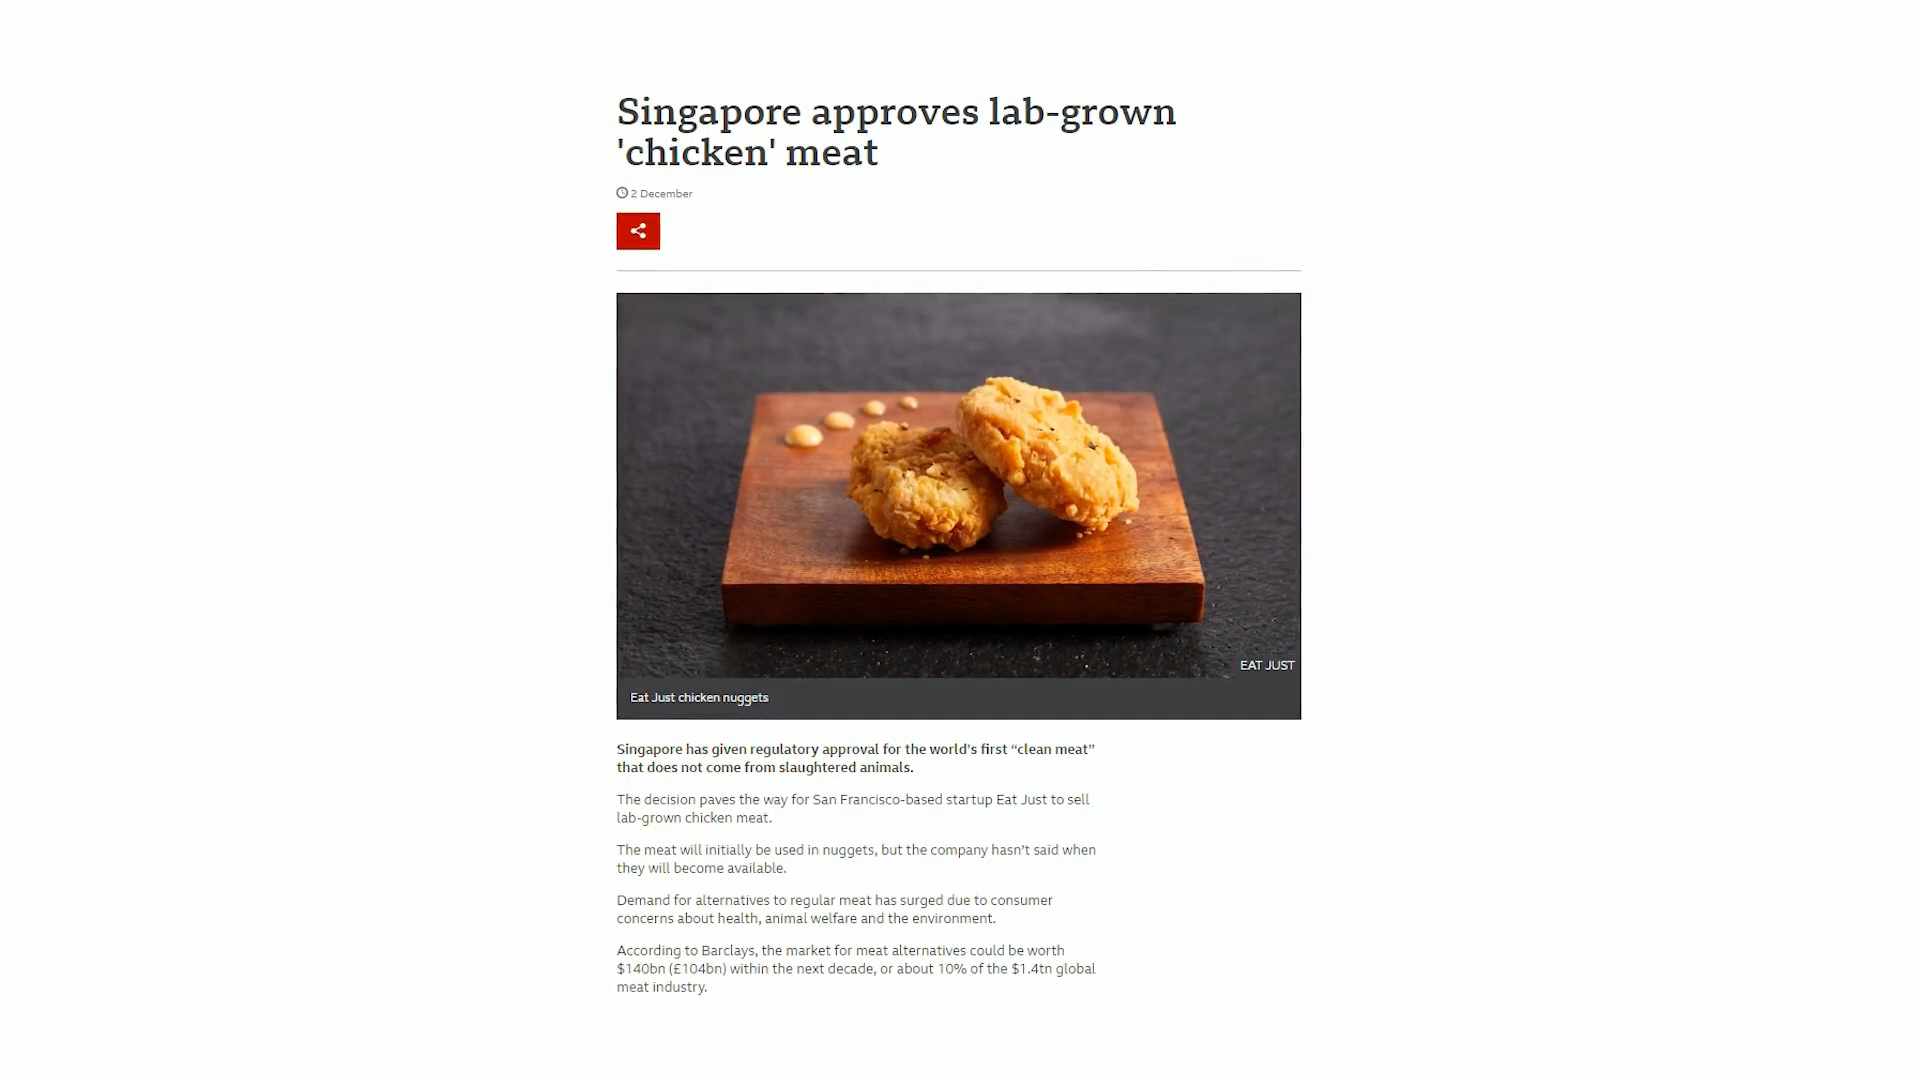 Singapore approves lab-grown
'chicken' meat
2 December
EAT JUST
Eat Just chicken nuggets
Singapore has given regulatory approval for the world’s first “clean meat”
that does not come from slaughtered animals.
The decision paves the way for San Francisco-based startup Eat Just to sell
lab-grown chicken meat.
The meat will initially be used in nuggets, but the company hasn’t said when
they will become available.
Demand for alternatives to regular meat has surged due to consumer
concerns about health, animal welfare and the environment.
According to Barclays, the market for meat alternatives could be worth
$140bn (£104bn) within the next decade, or about 10% of the $1.4tn global
meat industry.